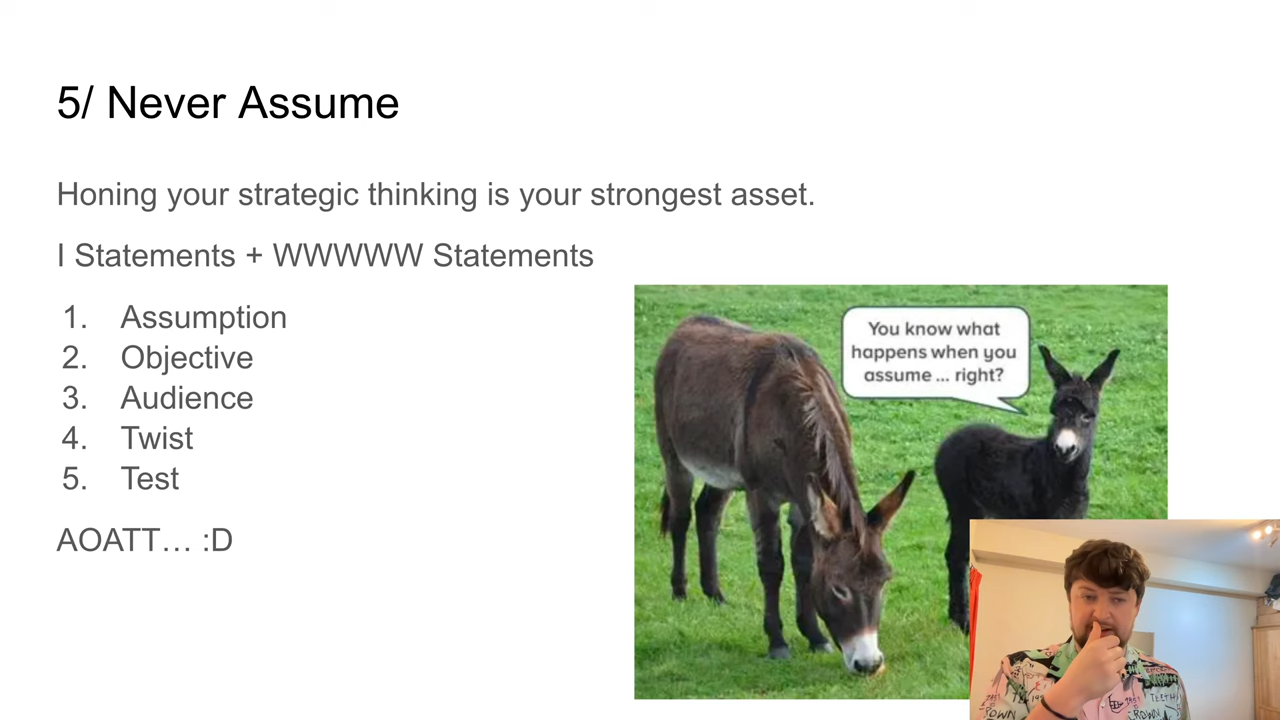 5/ Never Assume
Honing your strategic thinking is your strongest asset.
I Statements + WWWWW Statements
1. Assumption
2. Objective
3. Audience
4. Twist
5. Test
AOATT… :D
You know what
happens when you
assume ... right?